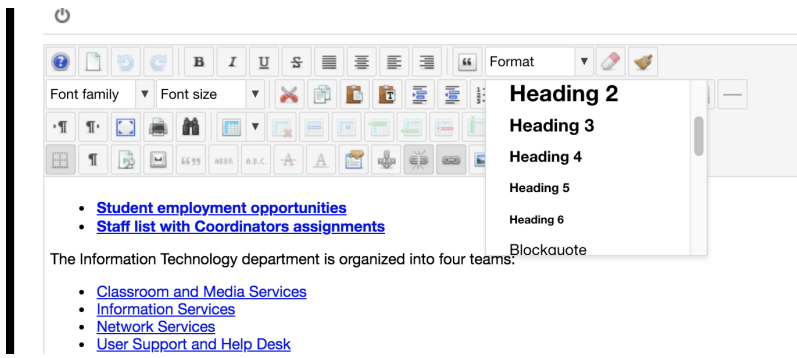 B I U S Format
Font family Font size
Heading 2
Heading 3
Heading 4
Heading 5
Heading 6
Blockquote
ABBR A.B.C. A A
Student employment opportunities
Staff list with Coordinators assignments
The Information Technology department is organized into four teams:
Classroom and Media Services
Information Services
Network Services
User Support and Help Desk